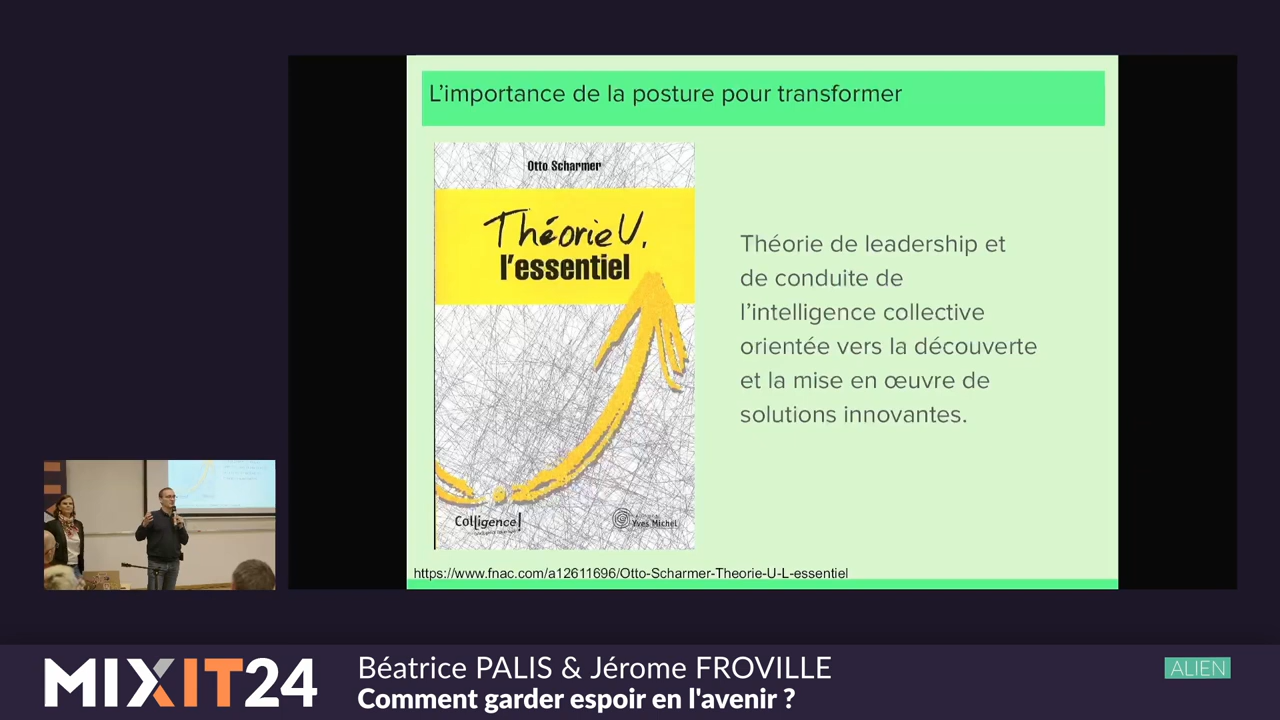 L'importance de la posture pour transformer
Otto Scharmer
Théorie U,
l'essentiel
Théorie de leadership et
de conduite de
l'intelligence collective
orientée vers la découverte
et la mise en œuvre de
solutions innovantes.
Colligence!
Yves Michel
https://www.fnac.com/a12611696/Otto-Scharmer-Theorie-U-L-essentiel
MIXIT24
Béatrice PALIS & Jérome FROVILLE
Comment garder espoir en l'avenir ?
ALIEN